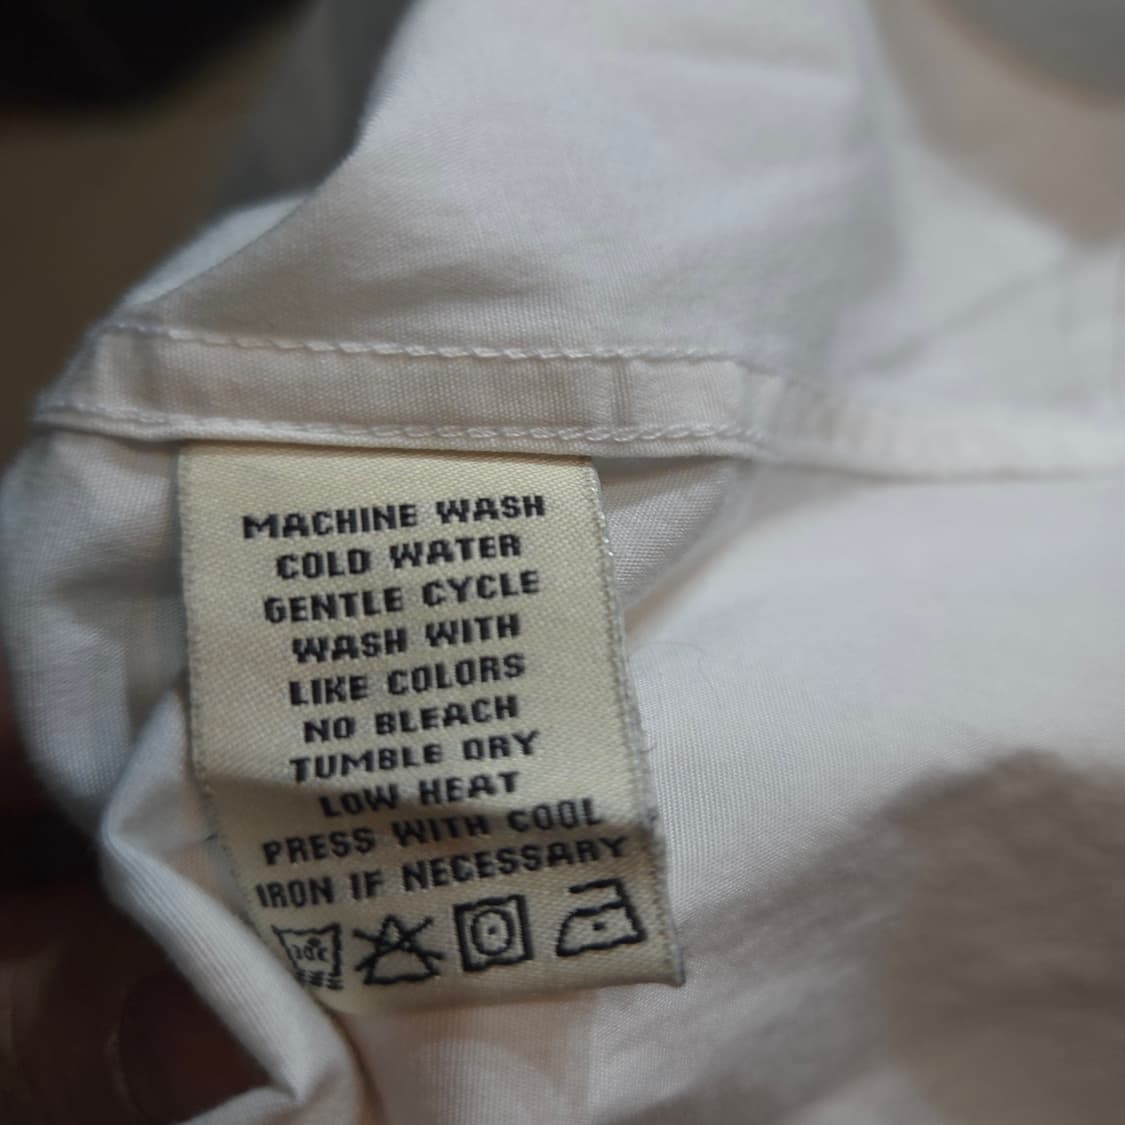 MACHINE WASH
COLD WATER
GENTLE CYCLE
WASH WITH
LIKE COLORS
NO BLEACH
TUMBLE DRY
LOW HEAT
PRESS WITH COOL
IRON IF NECESSARY
30C